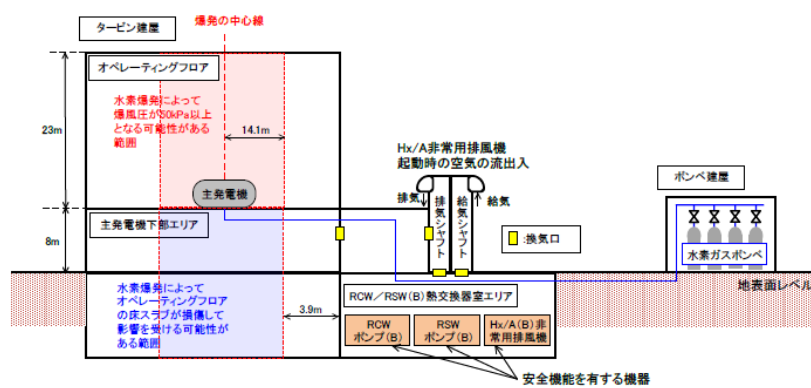 タービン建屋
爆発の中心線
オペレーティングフロア
水素爆発によって
爆風圧が50kPa以上
となる可能性がある
範囲
23m
14.1m
主発電機
Hx/A非常用排風機
起動時の空気の流出入
排気
給気
排気シャフト
給気シャフト
ボンベ建屋
主発電機下部エリア
8m
:換気口
水素ガスボンベ
地表面レベル
水素爆発によって
オペレーティングフロア
の床スラブが損傷して
影響を受ける可能性が
ある範囲
3.9m
RCW/RSW(B)熱交換器室エリア
RCW
ポンプ(B)
RSW
ポンプ(B)
Hx/A(B)非
常用排風機
安全機能を有する機器